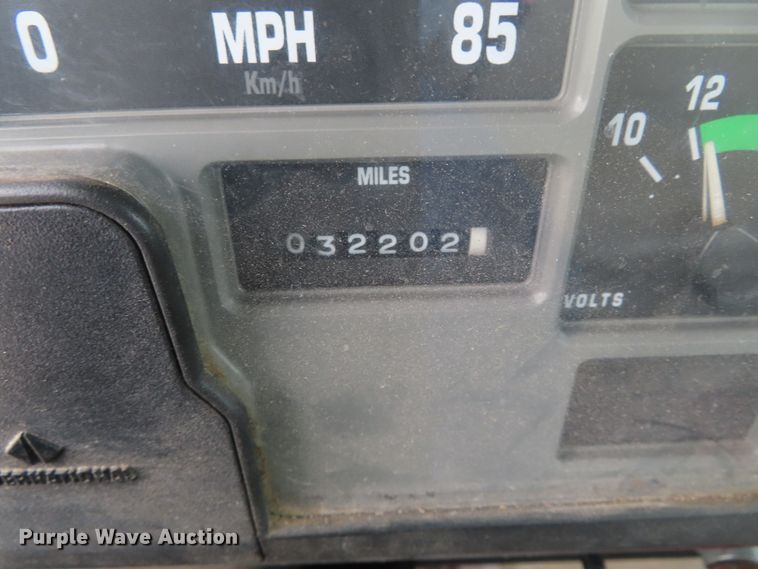 0 MPH 85
Km/h
10 12
MILES
032202
VOLTS
Purple Wave Auction